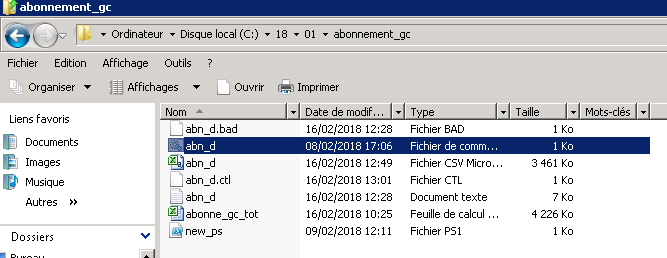 abonnement_gc
Ordinateur Disque local (C:) 18 01 abonnement_gc
Fichier Edition Affichage Outils ?
Organiser Affichages Ouvrir Imprimer
Liens favoris
Documents
Images
Musique
Autres »
Dossiers
Nom Date de modif... Type Taille Mots-clés
abn_d.bad 16/02/2018 12:28 Fichier BAD 1 Ko
abn_d 08/02/2018 17:06 Fichier de comm... 1 Ko
abn_d 16/02/2018 12:49 Fichier CSV Micro... 3 461 Ko
abn_d.ctl 16/02/2018 13:01 Fichier CTL 1 Ko
abn_d 16/02/2018 12:28 Document texte 7 Ko
abonne_gc_tot 16/02/2018 10:25 Feuille de calcul ... 4 226 Ko
new_ps 09/02/2018 12:11 Fichier PS1 1 Ko